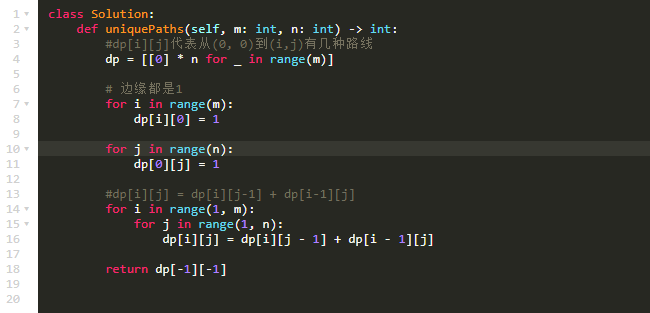 1 class Solution:
2 def uniquePaths(self, m: int, n: int) -> int:
3 #dp[i][j]代表从(0, 0)到(i,j)有几种路线
4 dp = [[0] * n for _ in range(m)]
5
6 # 边缘都是1
7 for i in range(m):
8 dp[i][0] = 1
9
10 for j in range(n):
11 dp[0][j] = 1
12
13 #dp[i][j] = dp[i][j-1] + dp[i-1][j]
14 for i in range(1, m):
15 for j in range(1, n):
16 dp[i][j] = dp[i][j - 1] + dp[i - 1][j]
17
18 return dp[-1][-1]
19
20